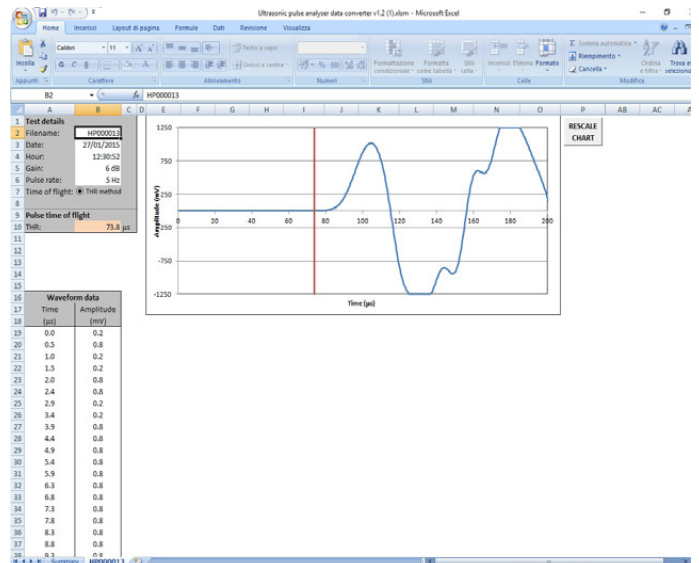 Ultrasonic pulse analyser data converter v1.2 (1).xlsm - Microsoft Excel
Home Inserisci Layout di pagina Formule Dati Revisione Visualizza
Calibri 11
Testo a capo
Σ Somma automatica
Riempimento
Cancella
Incolla
G C S
Unisci e centra
% 000
Formattazione condizionale
Formatta come tabella
Stili cella
Inserisci Elimina Formato
Ordina e filtra
Trova e seleziona
Appunti Carattere Allineamento Numeri Stili Celle Modifica
B2 fx HP000013
A B C D E F G H I J K L M N O P AB AC
1 Test details
2 Filename: HP000013
3 Date: 27/01/2015
4 Hour: 12:30:52
5 Gain: 6 dB
6 Pulse rate: 5 Hz
7 Time of flight: THR method
8
9 Pulse time of flight
10 THR: 73.8 µs
11
12
13
14
15
16 Waveform data
17 Time Amplitude
18 (µs) (mV)
19 0.0 0.2
20 0.5 0.8
21 1.0 0.2
22 1.5 0.2
23 2.0 0.8
24 2.4 0.8
25 2.9 0.2
26 3.4 0.2
27 3.9 0.8
28 4.4 0.8
29 4.9 0.8
30 5.4 0.8
31 5.9 0.8
32 6.3 0.8
33 6.8 0.8
34 7.3 0.8
35 7.8 0.8
36 8.3 0.8
37 8.8 0.8
38 9.3 0.8
1250
750
250
-250
-750
-1250
Amplitude (mV)
0 20 40 60 80 100 120 140 160 180 200
Time (µs)
RESCALE
CHART
Summary HP000013